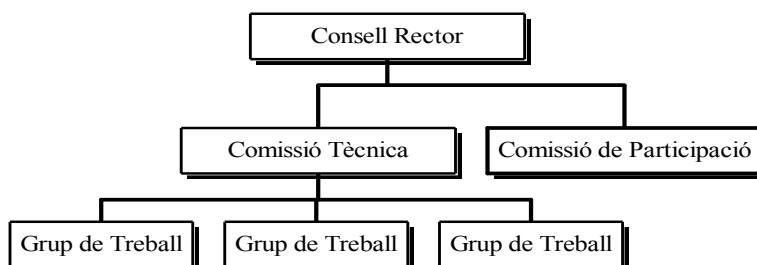 Consell Rector
Comissió Tècnica
Comissió de Participació
Grup de Treball
Grup de Treball
Grup de Treball